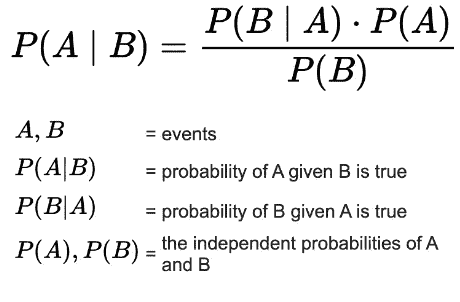 P(A | B) = P(B | A) · P(A) / P(B)
A, B = events
P(A|B) = probability of A given B is true
P(B|A) = probability of B given A is true
P(A), P(B) = the independent probabilities of A
and B